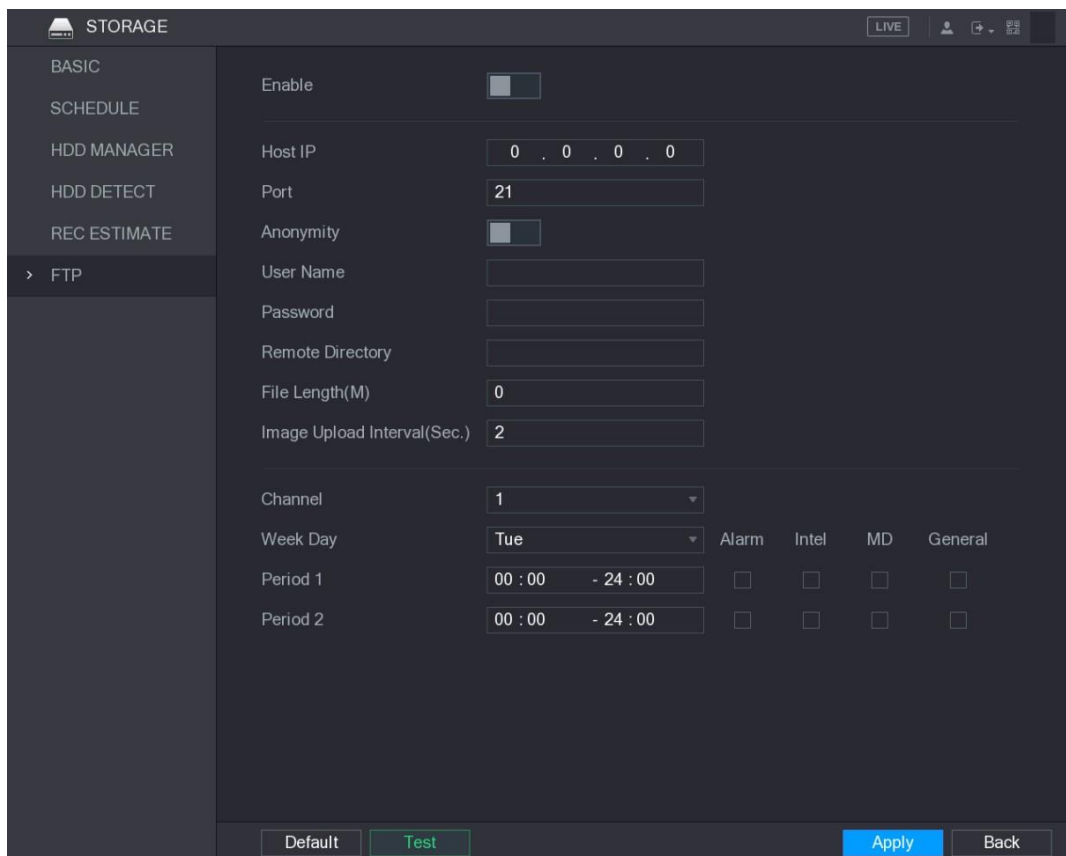 STORAGE LIVE
BASIC
SCHEDULE
HDD MANAGER
HDD DETECT
REC ESTIMATE
> FTP
Enable
Host IP 0 . 0 . 0 . 0
Port 21
Anonymity
User Name
Password
Remote Directory
File Length(M) 0
Image Upload Interval(Sec.) 2
Channel 1
Week Day Tue Alarm Intel MD General
Period 1 00 : 00 - 24 : 00
Period 2 00 : 00 - 24 : 00
Default Test Apply Back